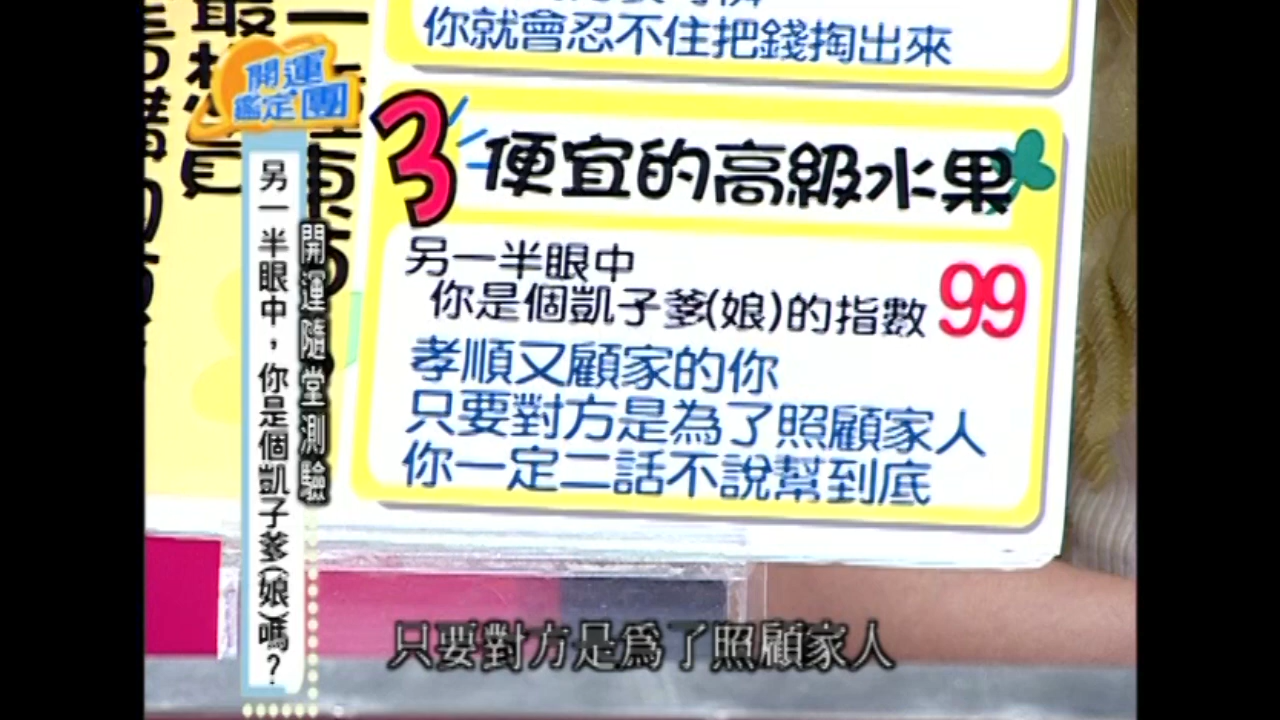 你就會忍不住把錢掏出來
3 便宜的高級水果
另一半眼中
你是個凱子爹(娘)的指數 99
孝順又顧家的你
只要對方是為了照顧家人
你一定二話不說幫到底
開運
鑑定團
開運隨堂測驗
另一半眼中，你是個凱子爹(娘)嗎?
只要對方是為了照顧家人